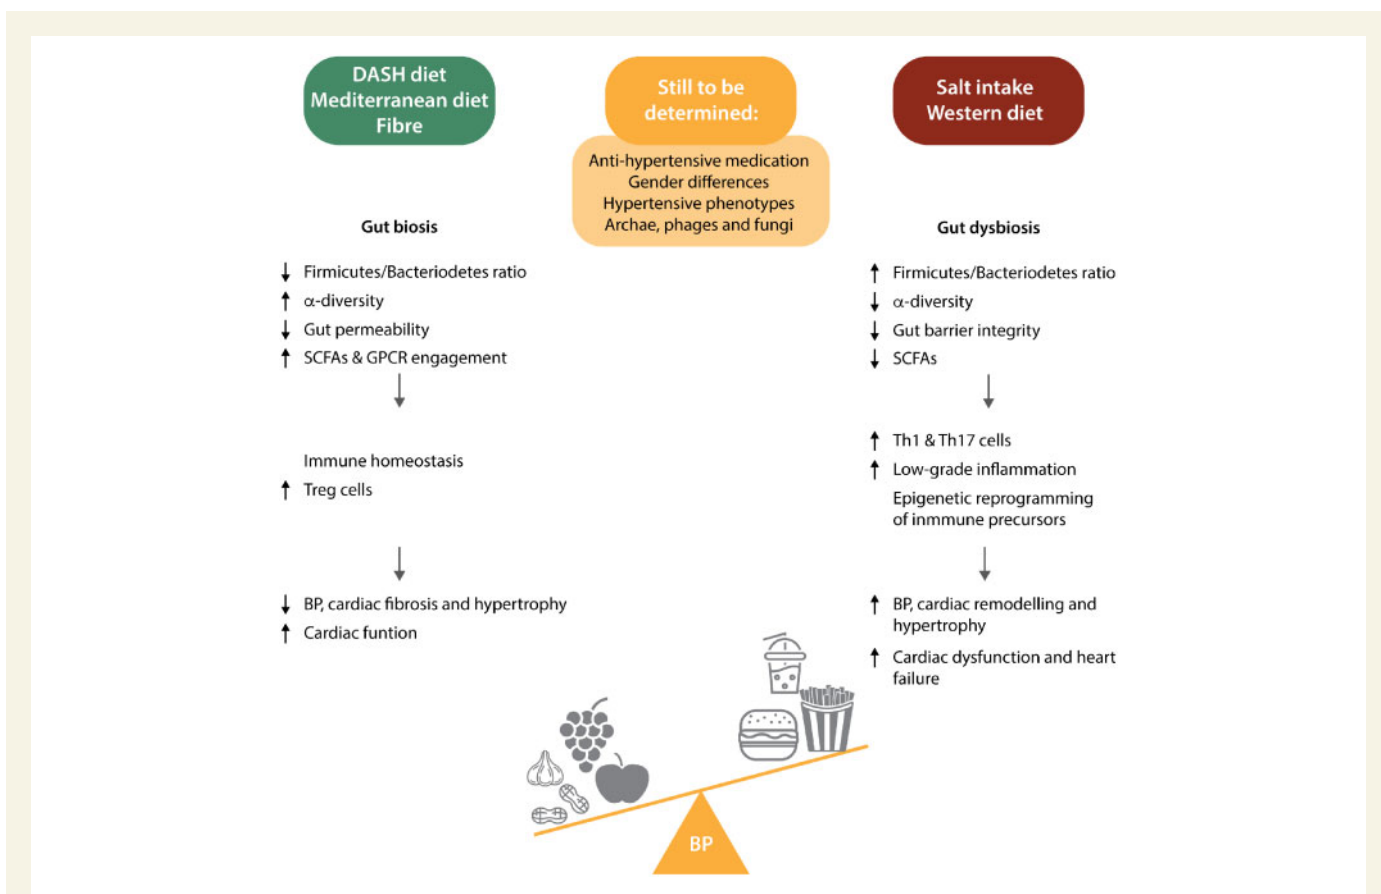 DASH diet
Mediterranean diet
Fibre
Still to be
determined:
Anti-hypertensive medication
Gender differences
Hypertensive phenotypes
Archae, phages and fungi
Salt intake
Western diet
Gut biosis
↓ Firmicutes/Bacteriodetes ratio
↑ α-diversity
↓ Gut permeability
↑ SCFAs & GPCR engagement
Immune homeostasis
↑ Treg cells
↓ BP, cardiac fibrosis and hypertrophy
↑ Cardiac funtion
Gut dysbiosis
↑ Firmicutes/Bacteriodetes ratio
↓ α-diversity
↓ Gut barrier integrity
↓ SCFAs
↑ Th1 & Th17 cells
↑ Low-grade inflammation
Epigenetic reprogramming
of inmmune precursors
↑ BP, cardiac remodelling and
hypertrophy
↑ Cardiac dysfunction and heart
failure
BP